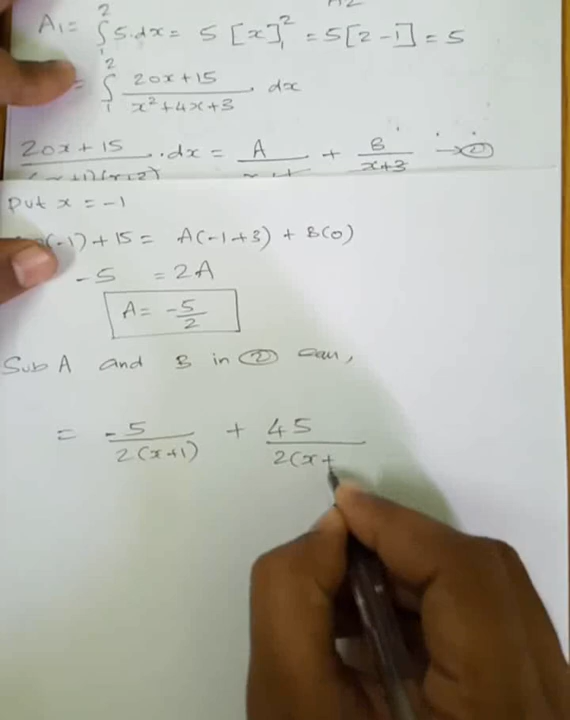 A₁ = ∫₁² 5.dx = 5 [x]₁² = 5[2-1] = 5
= ∫₁² (20x+15)/(x²+4x+3) . dx
20x+15 / .dx = A / + B/(x+3) → ②
Put x = -1
(-1)+15 = A(-1+3) + B(0)
-5 = 2A
A = -5/2
Sub A and B in ②
= -5/(2(x+1)) + 45/(2(x+